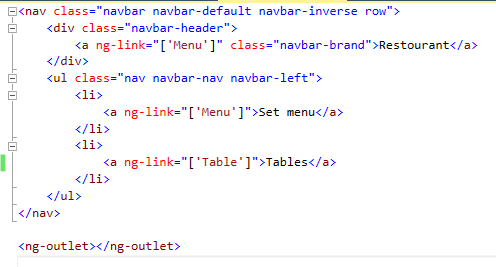 <nav class="navbar navbar-default navbar-inverse row">
<div class="navbar-header">
<a ng-link="['Menu']" class="navbar-brand">Restourant</a>
</div>
<ul class="nav navbar-nav navbar-left">
<li>
<a ng-link="['Menu']">Set menu</a>
</li>
<li>
<a ng-link="['Table']">Tables</a>
</li>
</ul>
</nav>
<ng-outlet></ng-outlet>